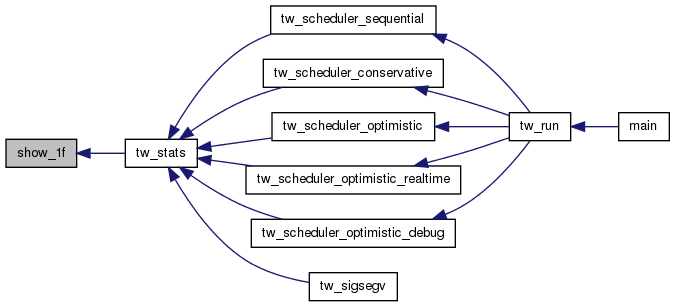 tw_scheduler_sequential
tw_scheduler_conservative
tw_scheduler_optimistic
tw_run
main
show_1f
tw_stats
tw_scheduler_optimistic_realtime
tw_scheduler_optimistic_debug
tw_sigsegv